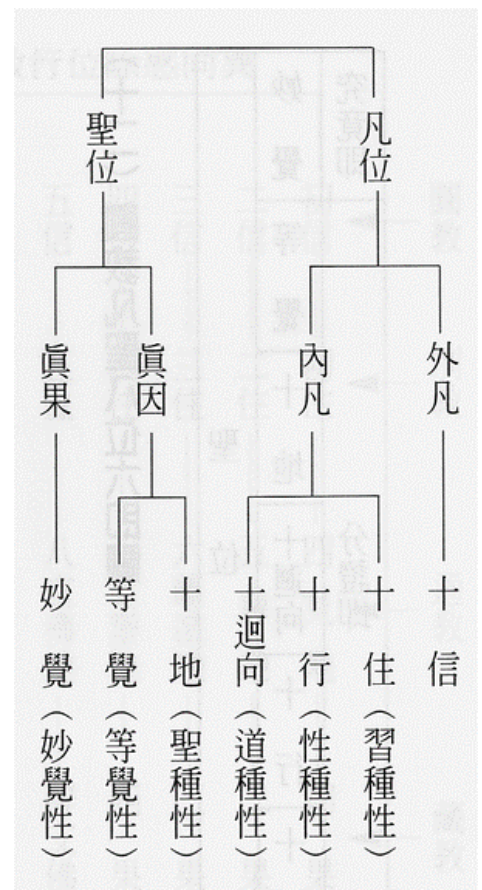 凡位
聖位
外凡
內凡
眞因
眞果
十信
十住（習種性）
十行（性種性）
十迴向（道種性）
十地（聖種性）
等覺（等覺性）
妙覺（妙覺性）